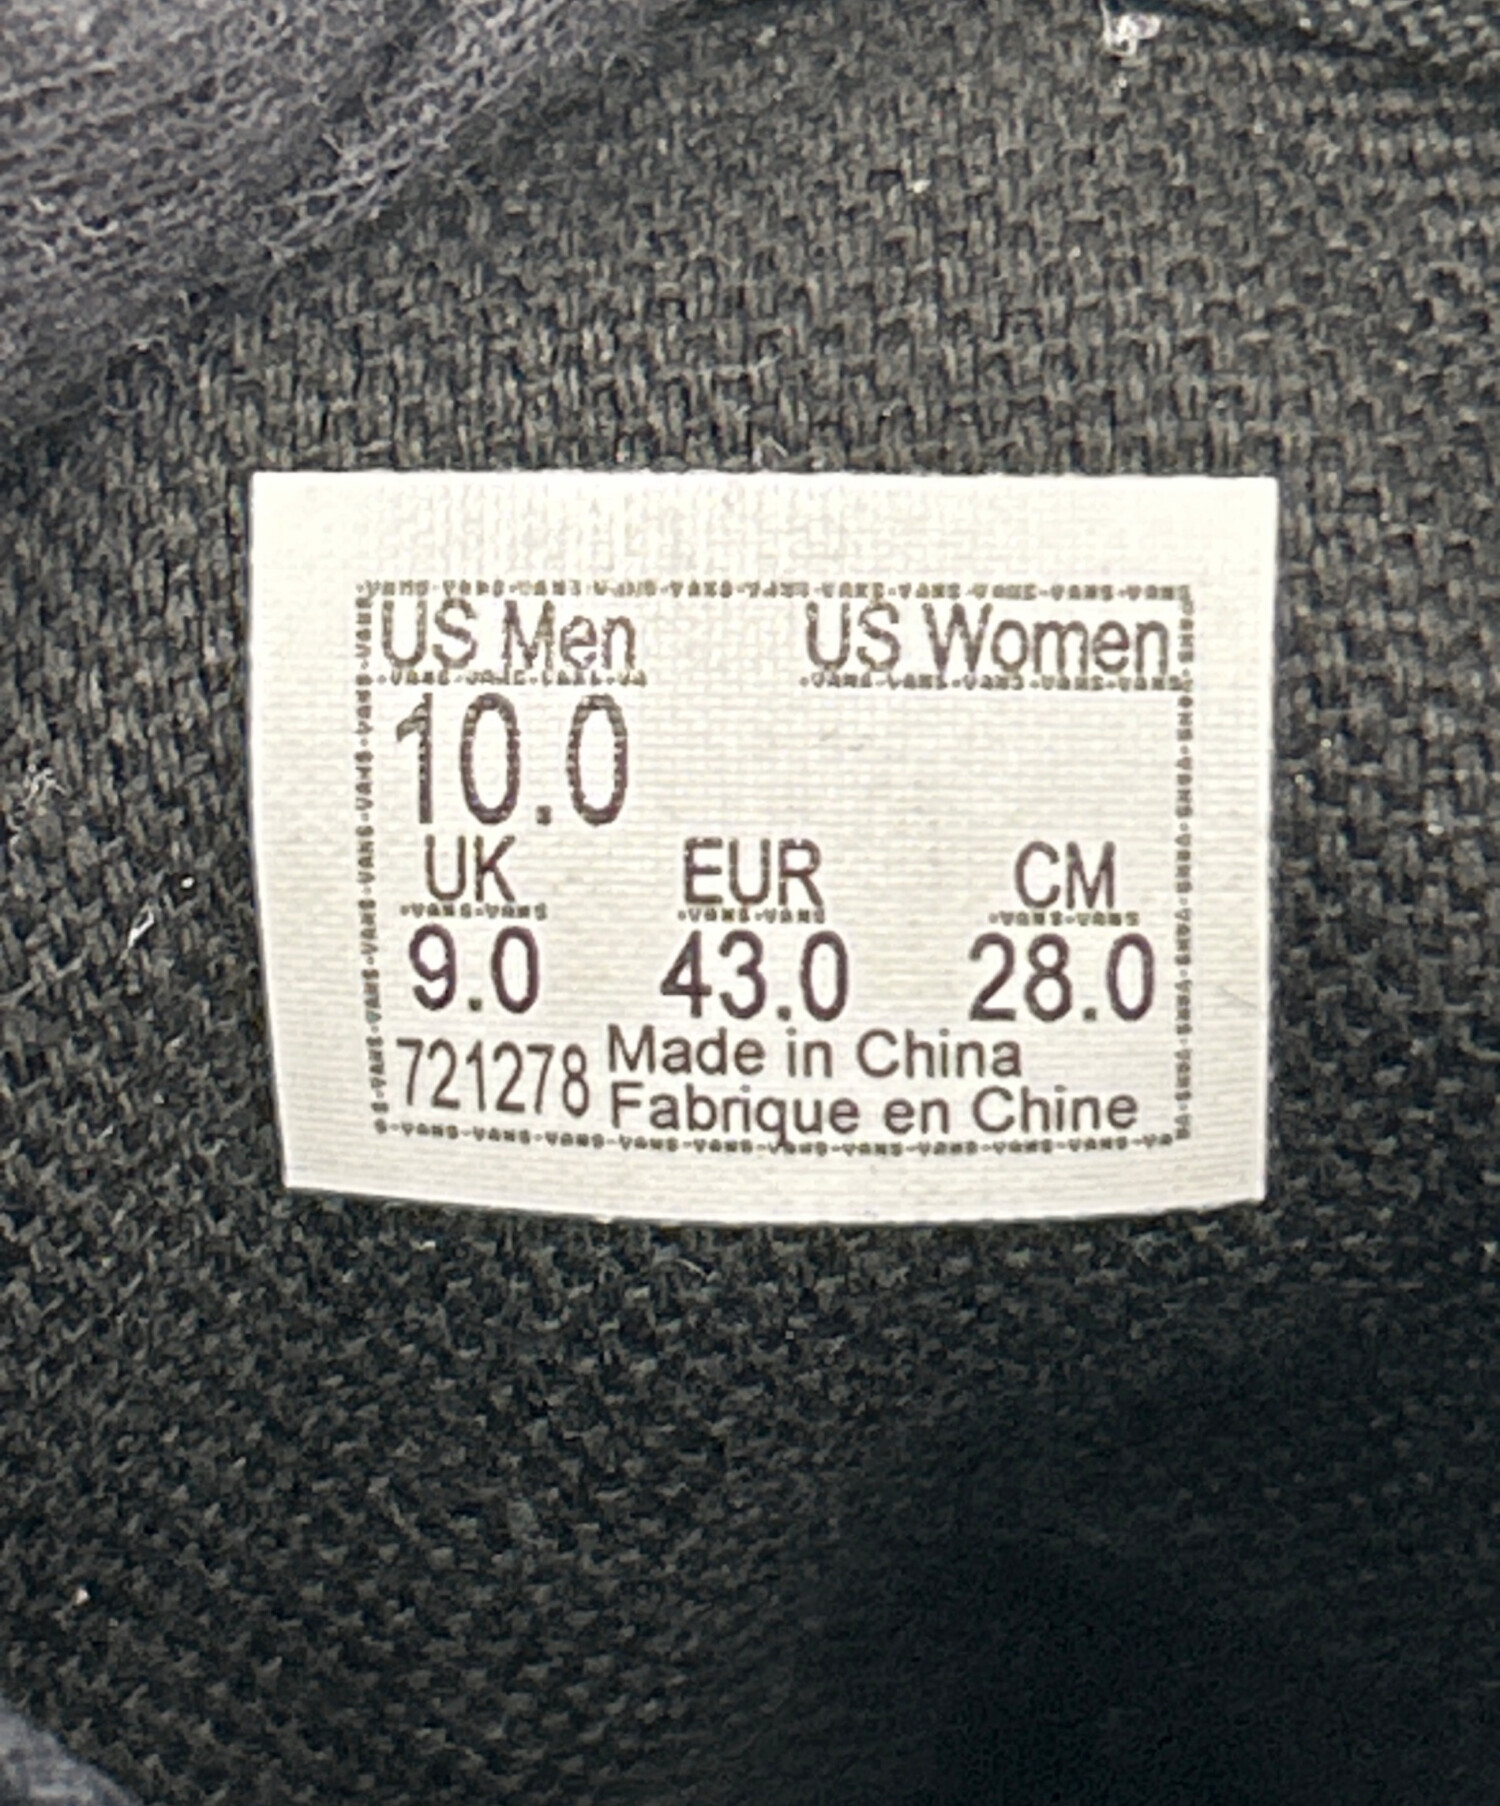 US Men US Women
10.0
UK EUR CM
9.0 43.0 28.0
721278 Made in China
Fabrique en Chine